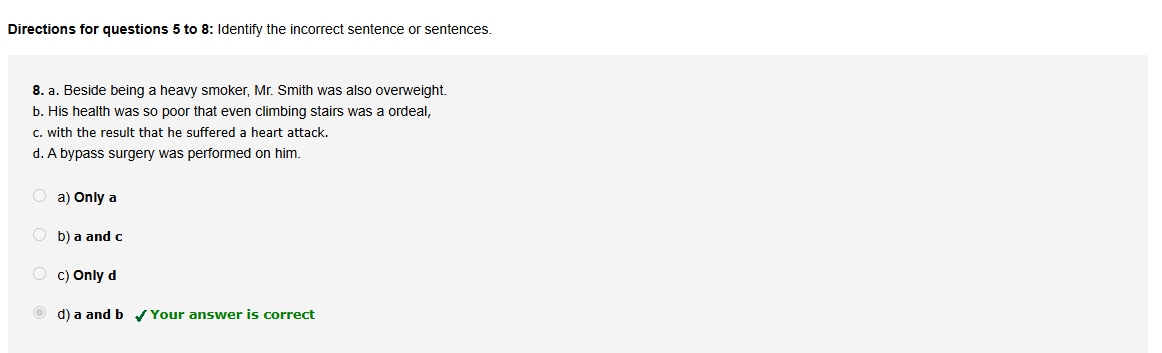 Directions for questions 5 to 8: Identify the incorrect sentence or sentences.
8. a. Beside being a heavy smoker, Mr. Smith was also overweight.
b. His health was so poor that even climbing stairs was a ordeal,
c. with the result that he suffered a heart attack.
d. A bypass surgery was performed on him.
a) Only a
b) a and c
c) Only d
d) a and b ✓Your answer is correct